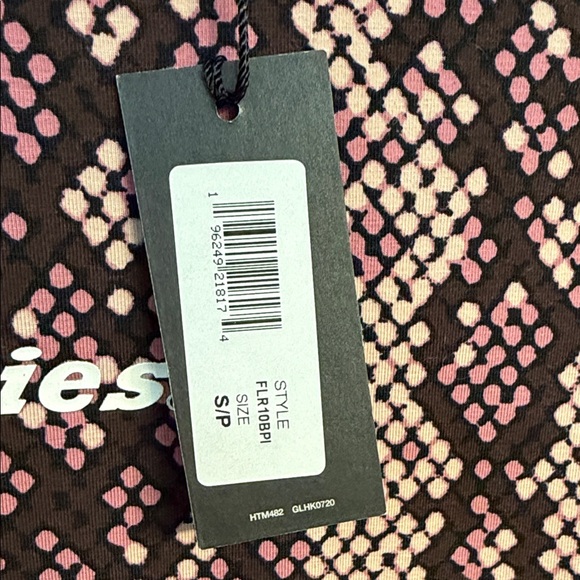 1 96249 21817 4
STYLE
FLR10BPI
SIZE
S/P
HTM482 GLHK0720
ies